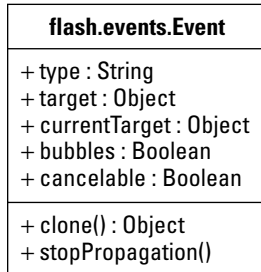 flash.events.Event
+ type : String
+ target : Object
+ currentTarget : Object
+ bubbles : Boolean
+ cancelable : Boolean
+ clone() : Object
+ stopPropagation()